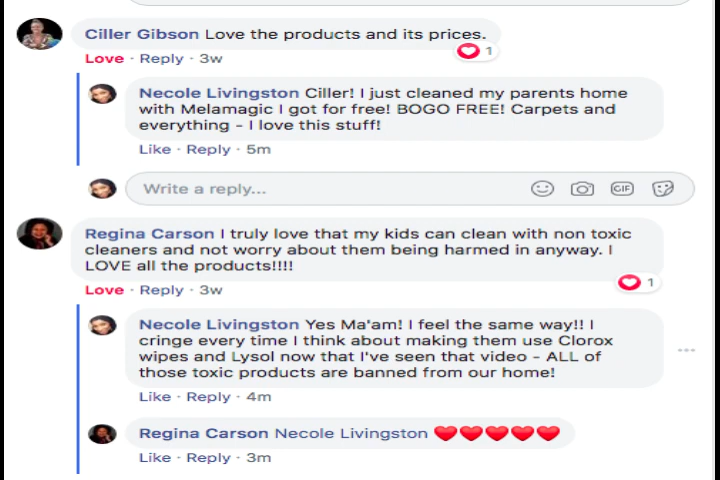 Ciller Gibson Love the products and its prices.
1
Love · Reply · 3w
Necole Livingston Ciller! I just cleaned my parents home
with Melamagic I got for free! BOGO FREE! Carpets and
everything - I love this stuff!
Like · Reply · 5m
Write a reply...
GIF
Regina Carson I truly love that my kids can clean with non toxic
cleaners and not worry about them being harmed in anyway. I
LOVE all the products!!!!
1
Love · Reply · 3w
Necole Livingston Yes Ma'am! I feel the same way!! I
cringe every time I think about making them use Clorox
wipes and Lysol now that I've seen that video - ALL of
those toxic products are banned from our home!
Like · Reply · 4m
Regina Carson Necole Livingston ❤️❤️❤️❤️❤️
Like · Reply · 3m